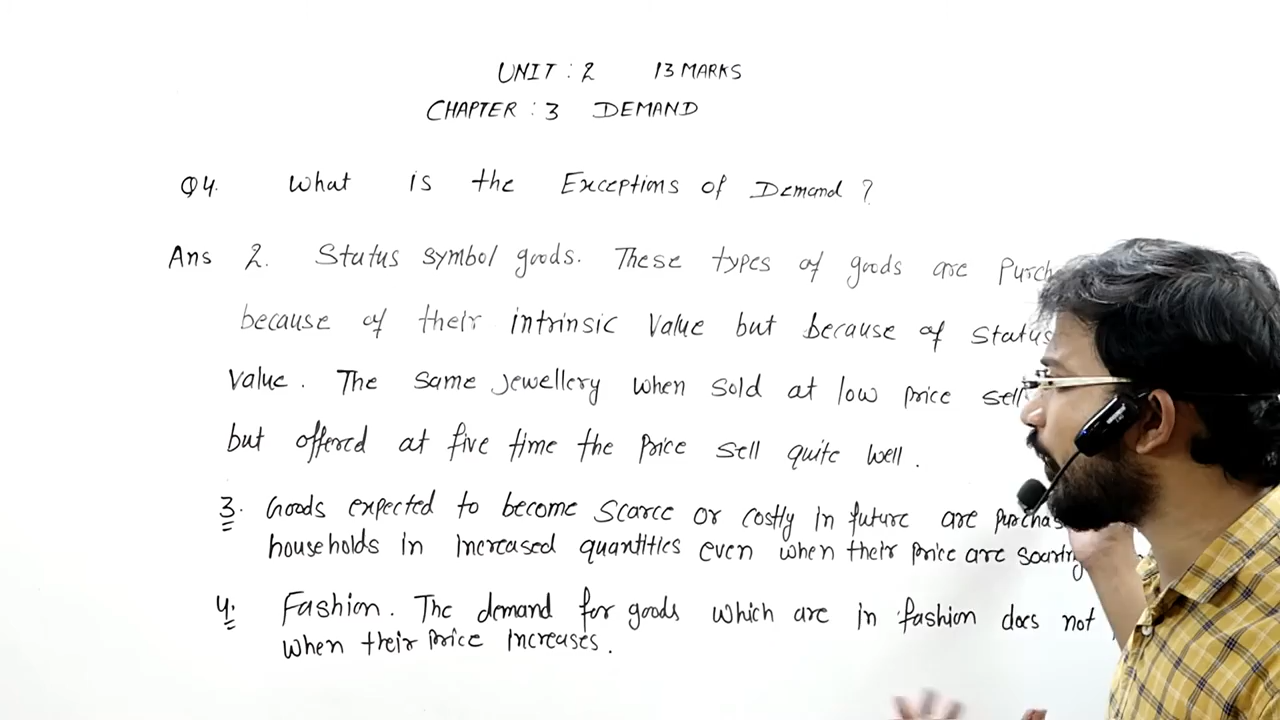 UNIT : 2 13 MARKS
CHAPTER : 3 DEMAND
Q4. What is the Exceptions of Demand ?
Ans 2. Status symbol goods. These types of goods are
because of their intrinsic value but because of status
value. The same jewellery when sold at low price sell
but offered at five time the price sell quite well.
3. Goods expected to become scarce or costly in future are
households in increased quantities even when their price are soaring
4. Fashion. The demand for goods which are in fashion does not
when their price increases.